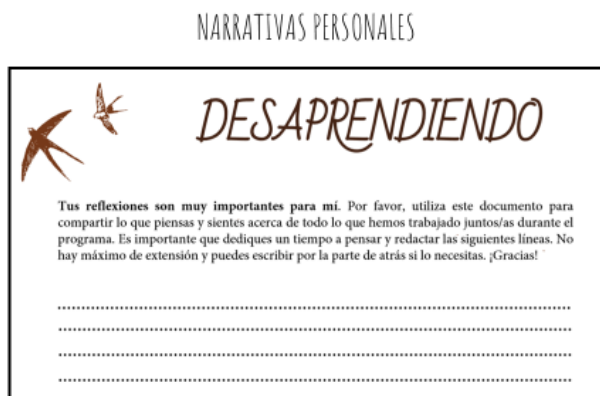 NARRATIVAS PERSONALES
DESAPRENDIENDO
Tus reflexiones son muy importantes para mí. Por favor, utiliza este documento para
compartir lo que piensas y sientes acerca de todo lo que hemos trabajado juntos/as durante el
programa. Es importante que dediques un tiempo a pensar y redactar las siguientes líneas. No
hay máximo de extensión y puedes escribir por la parte de atrás si lo necesitas. ¡Gracias!